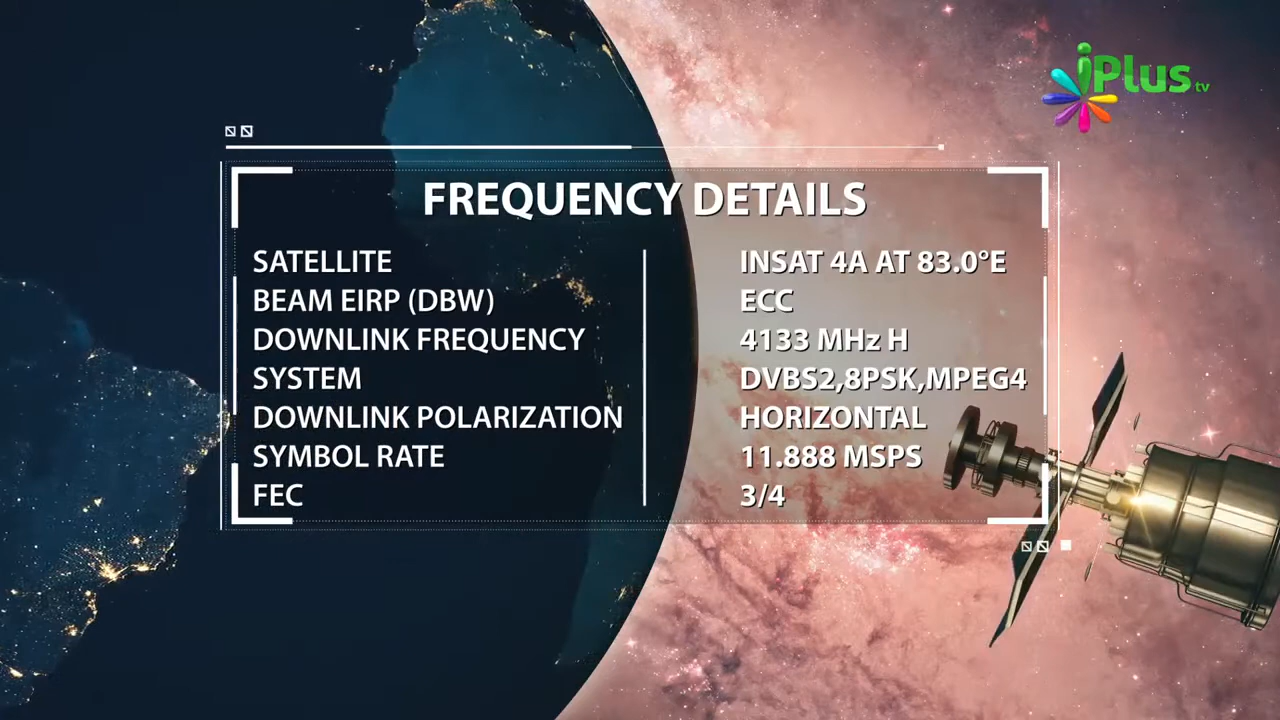 iPlus tv
FREQUENCY DETAILS
SATELLITE INSAT 4A AT 83.0°E
BEAM EIRP (DBW) ECC
DOWNLINK FREQUENCY 4133 MHz H
SYSTEM DVBS2,8PSK,MPEG4
DOWNLINK POLARIZATION HORIZONTAL
SYMBOL RATE 11.888 MSPS
FEC 3/4